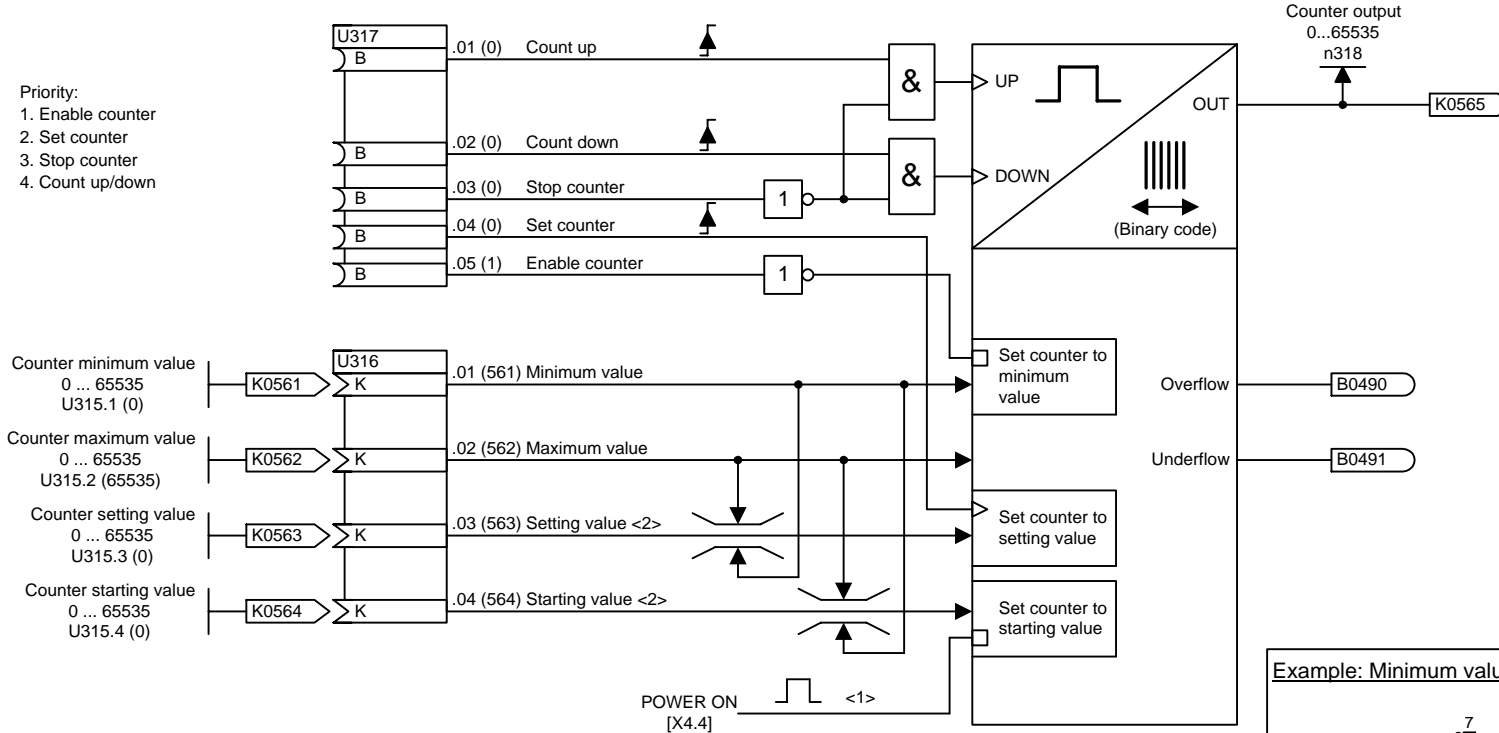 Counter output
0...65535
n318
U317
B .01 (0) Count up
& UP
OUT K0565
Priority:
1. Enable counter
2. Set counter
3. Stop counter
4. Count up/down
B .02 (0) Count down
& DOWN
B .03 (0) Stop counter 1
B .04 (0) Set counter
(Binary code)
B .05 (1) Enable counter 1
Counter minimum value
0 ... 65535
U315.1 (0)
K0561
U316
K .01 (561) Minimum value
Set counter to
minimum
value
Overflow B0490
Counter maximum value
0 ... 65535
U315.2 (65535)
K0562 K .02 (562) Maximum value
Underflow B0491
Counter setting value
0 ... 65535
U315.3 (0)
K0563 K .03 (563) Setting value <2>
Set counter to
setting value
Counter starting value
0 ... 65535
U315.4 (0)
K0564 K .04 (564) Starting value <2>
Set counter to
starting value
POWER ON
[X4.4]
<1>
Example: Minimum valu
7